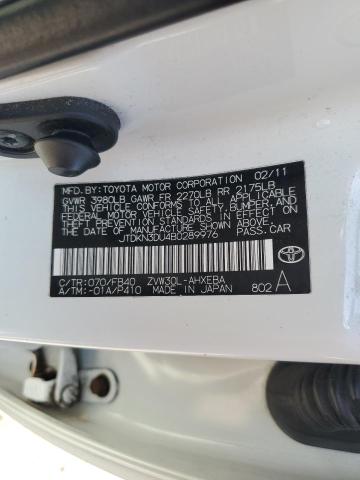 MFD.BY:TOYOTA MOTOR CORPORATION 02/11
GVWR 3980LB GAWR FR 2270LB RR 2175LB
THIS VEHICLE CONFORMS TO ALL APPLICABLE
FEDERAL MOTOR VEHICLE SAFETY, BUMPER, AND
THEFT PREVENTION STANDARDS IN EFFECT ON
THE DATE OF MANUFACTURE SHOWN ABOVE.
JTDKN3DU4B0289976 PASS.CAR
C/TR:070/FB40 ZVW30L-AHXEBA
A/TM:-01A/P410 MADE IN JAPAN 802 A